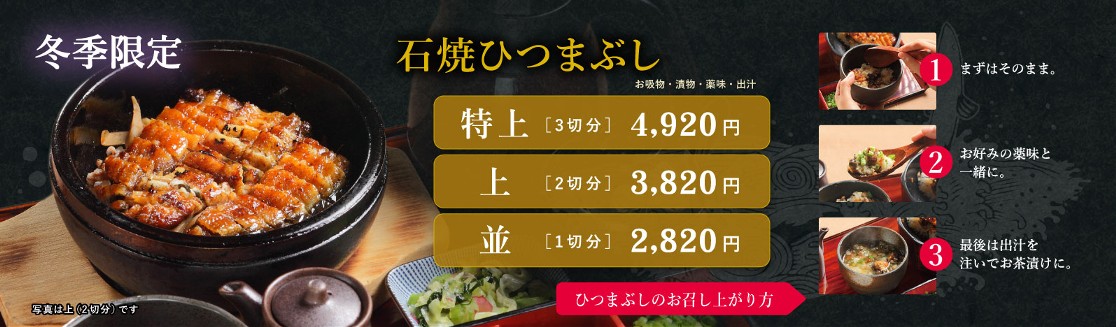 冬季限定
石焼ひつまぶし
お吸物・漬物・薬味・出汁
特上［3切分］4,920円
上［2切分］3,820円
並［1切分］2,820円
ひつまぶしのお召し上がり方
1 まずはそのまま。
2 お好みの薬味と
一緒に。
3 最後は出汁を
注いでお茶漬けに。
写真は上（2切分）です